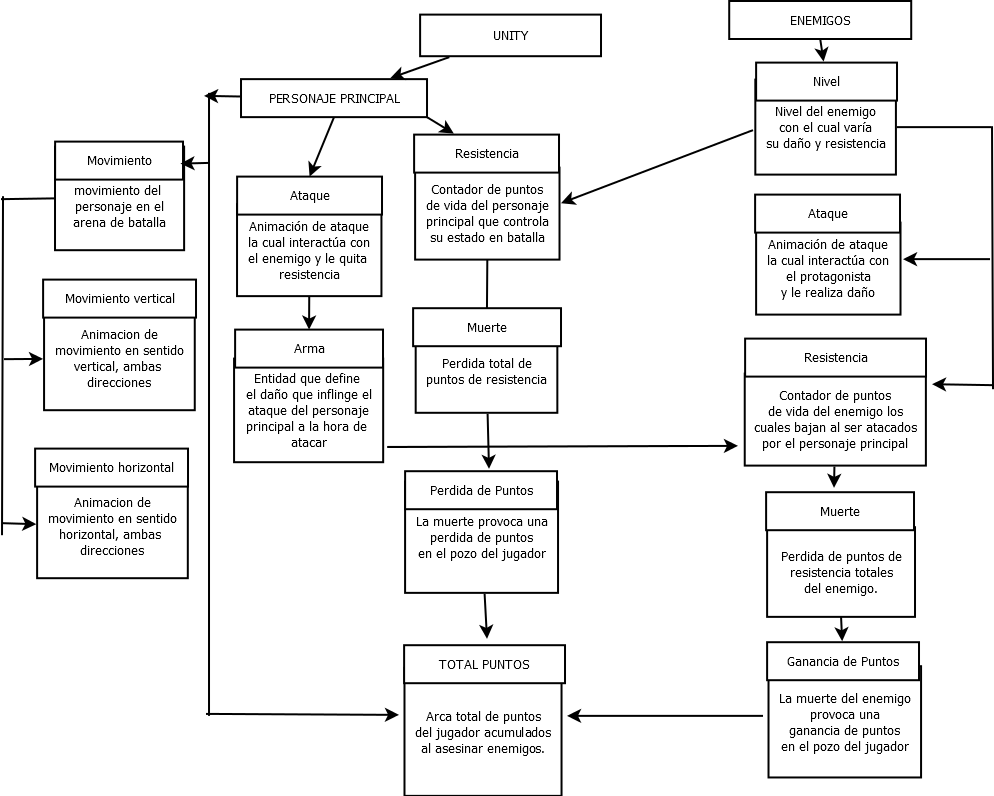 UNITY
ENEMIGOS
PERSONAJE PRINCIPAL
Nivel
Nivel del enemigo
con el cual varía
su daño y resistencia
Movimiento
movimiento del
personaje en el
arena de batalla
Ataque
Animación de ataque
la cual interactúa con
el enemigo y le quita
resistencia
Resistencia
Contador de puntos
de vida del personaje
principal que controla
su estado en batalla
Ataque
Animación de ataque
la cual interactúa con
el protagonista
y le realiza daño
Movimiento vertical
Animacion de
movimiento en sentido
vertical, ambas
direcciones
Arma
Entidad que define
el daño que inflinge el
ataque del personaje
principal a la hora de
atacar
Muerte
Perdida total de
puntos de resistencia
Resistencia
Contador de puntos
de vida del enemigo los
cuales bajan al ser atacados
por el personaje principal
Movimiento horizontal
Animacion de
movimiento en sentido
horizontal, ambas
direcciones
Perdida de Puntos
La muerte provoca una
perdida de puntos
en el pozo del jugador
Muerte
Perdida de puntos de
resistencia totales
del enemigo.
TOTAL PUNTOS
Arca total de puntos
del jugador acumulados
al asesinar enemigos.
Ganancia de Puntos
La muerte del enemigo
provoca una
ganancia de puntos
en el pozo del jugador